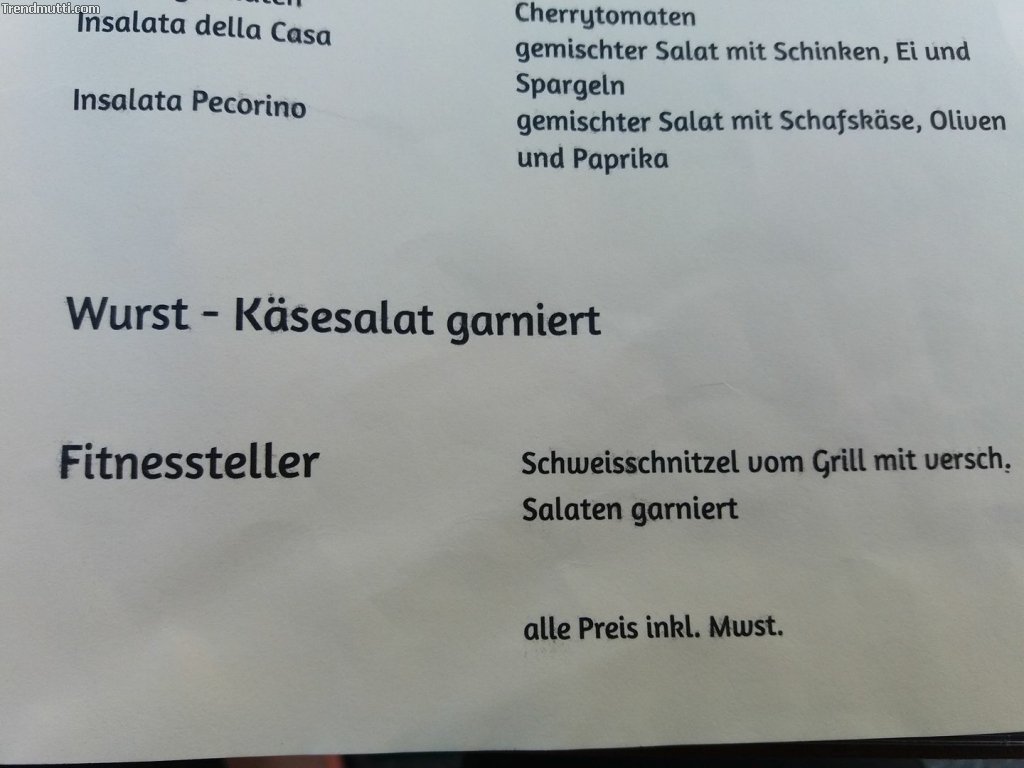 Trendmutti.com
Cherrytomaten
Insalata della Casa
gemischter Salat mit Schinken, Ei und
Spargeln
Insalata Pecorino
gemischter Salat mit Schafskäse, Oliven
und Paprika
Wurst - Käsesalat garniert
Fitnessteller
Schweisschnitzel vom Grill mit versch.
Salaten garniert
alle Preis inkl. Mwst.